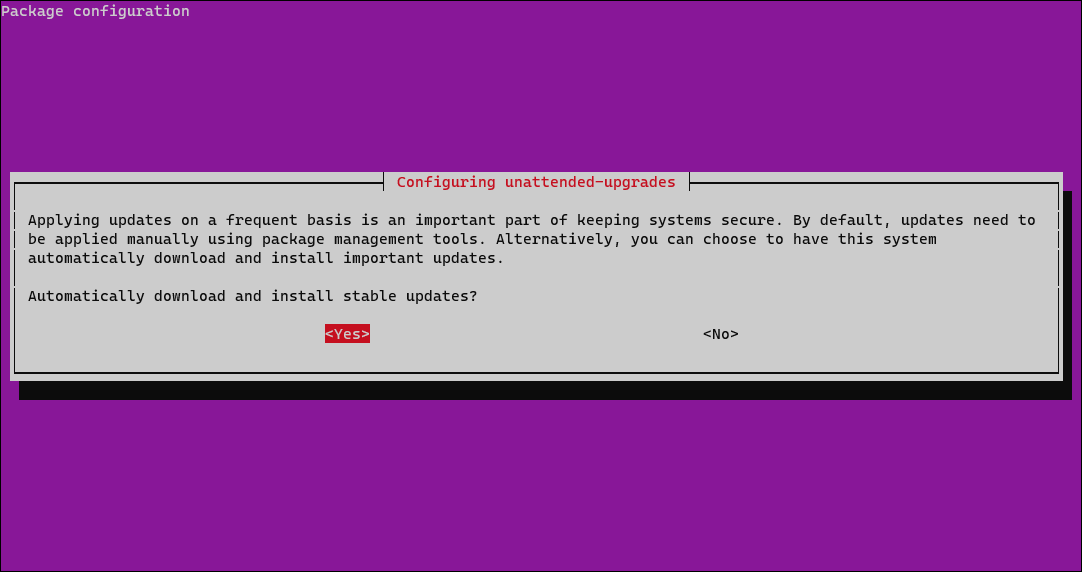 Package configuration
Configuring unattended-upgrades
Applying updates on a frequent basis is an important part of keeping systems secure. By default, updates need to
be applied manually using package management tools. Alternatively, you can choose to have this system
automatically download and install important updates.
Automatically download and install stable updates?
<Yes> <No>